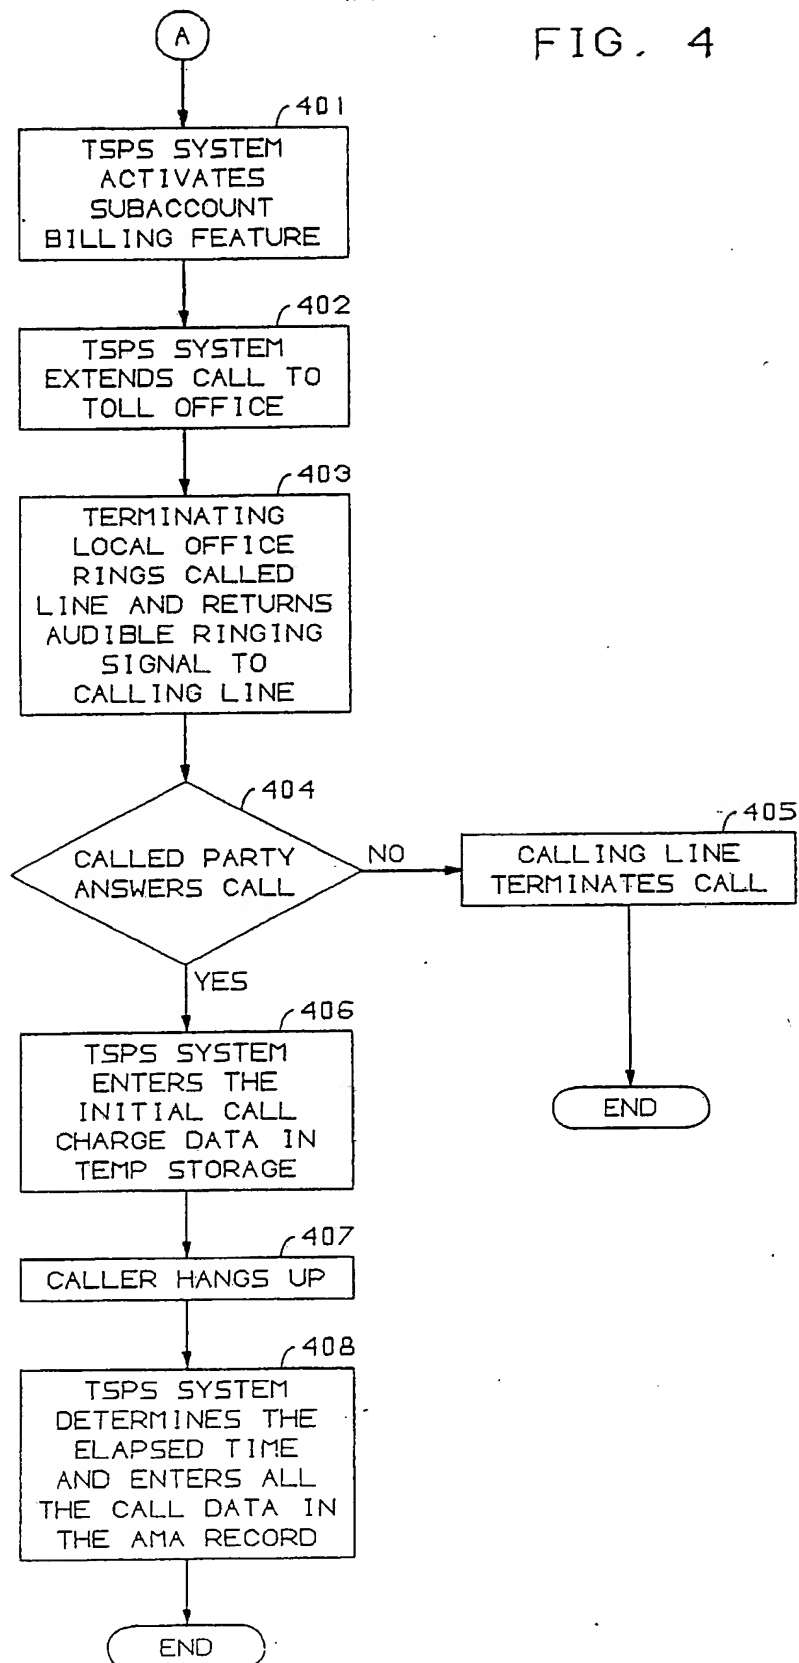 A
FIG. 4
401
TSPS SYSTEM
ACTIVATES
SUBACCOUNT
BILLING FEATURE
402
TSPS SYSTEM
EXTENDS CALL TO
TOLL OFFICE
403
TERMINATING
LOCAL OFFICE
RINGS CALLED
LINE AND RETURNS
AUDIBLE RINGING
SIGNAL TO
CALLING LINE
404
CALLED PARTY
ANSWERS CALL
NO
405
CALLING LINE
TERMINATES CALL
END
YES
406
TSPS SYSTEM
ENTERS THE
INITIAL CALL
CHARGE DATA IN
TEMP STORAGE
407
CALLER HANGS UP
408
TSPS SYSTEM
DETERMINES THE
ELAPSED TIME
AND ENTERS ALL
THE CALL DATA IN
THE AMA RECORD
END